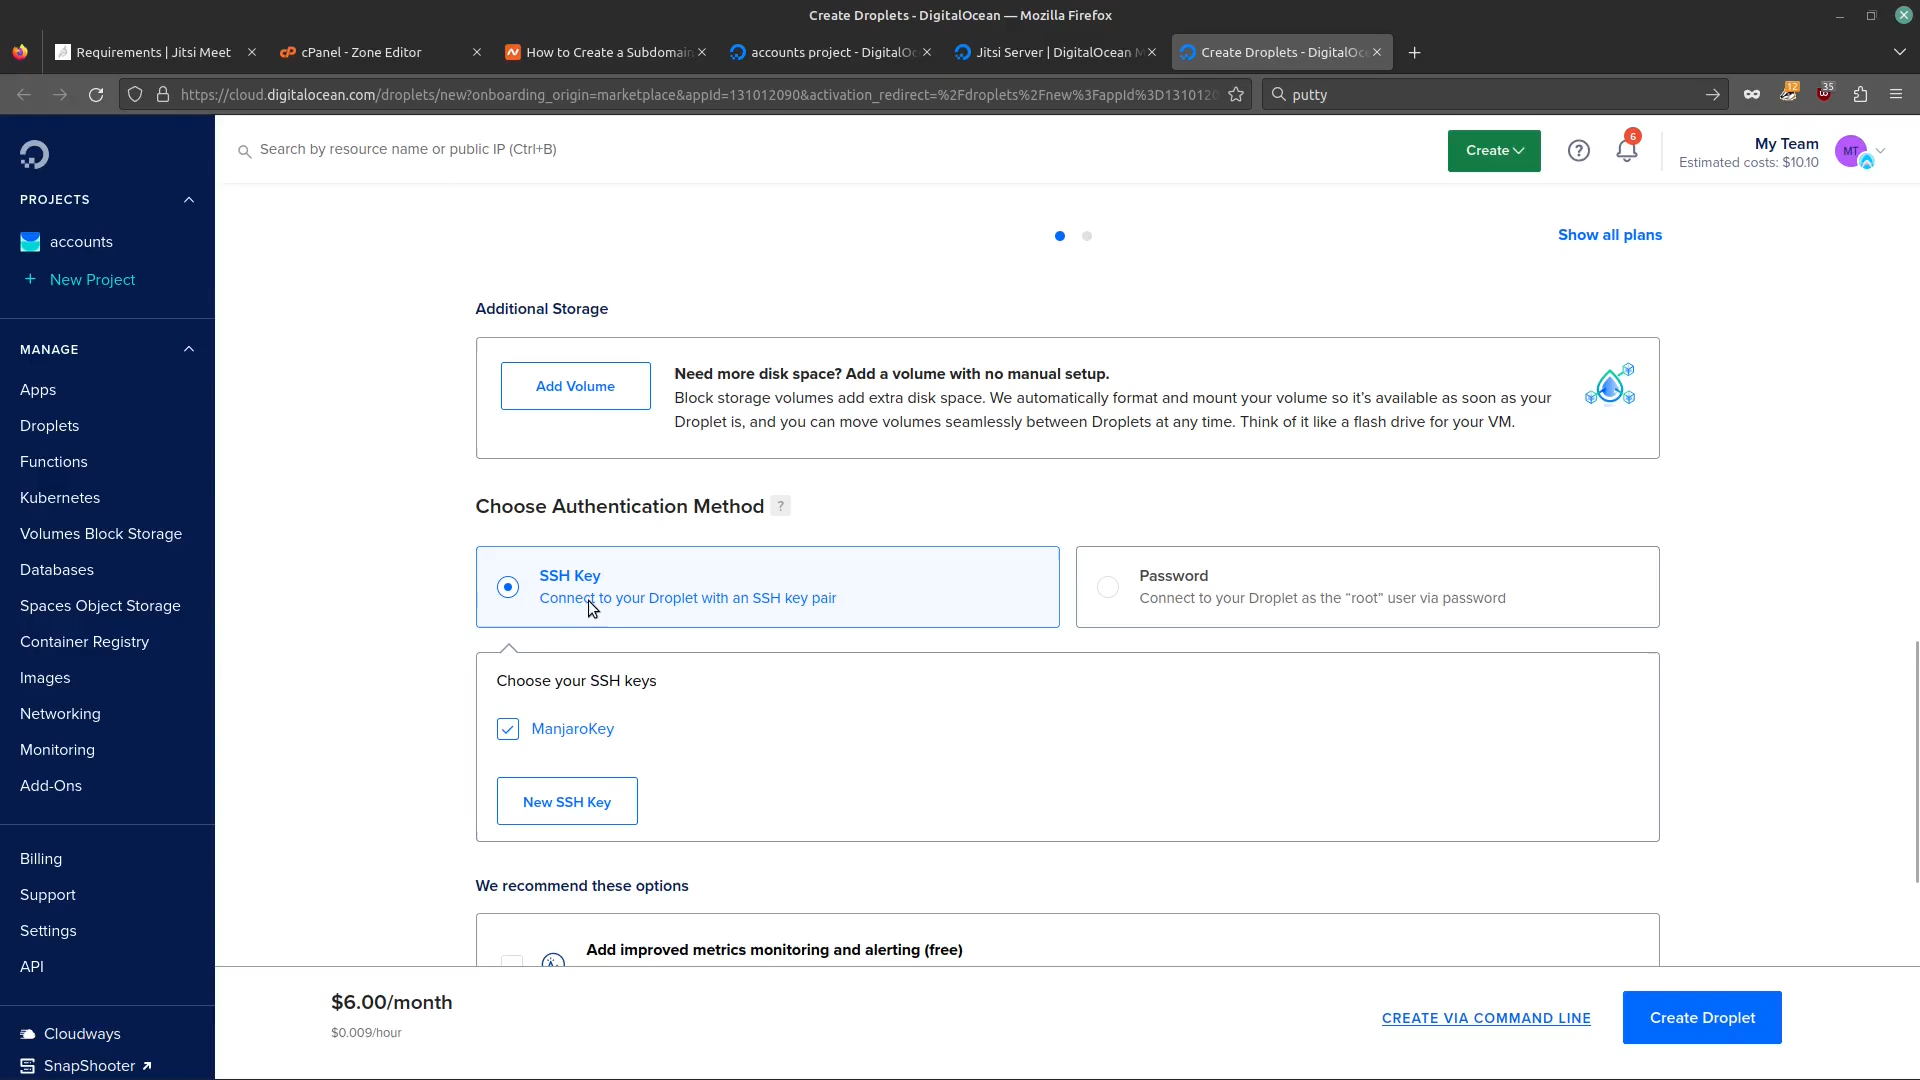 Create Droplets - DigitalOcean — Mozilla Firefox
Requirements | Jitsi Meet
cPanel - Zone Editor
How to Create a Subdomain
accounts project - DigitalOc
Jitsi Server | DigitalOcean M
Create Droplets - DigitalOce
https://cloud.digitalocean.com/droplets/new?onboarding_origin=marketplace&appId=131012090&activation_redirect=%2Fdroplets%2Fnew%3FappId%3D1310120
putty
12
35
Search by resource name or public IP (Ctrl+B)
Create
?
6
My Team
Estimated costs: $10.10
MT
PROJECTS
accounts
+ New Project
MANAGE
Apps
Droplets
Functions
Kubernetes
Volumes Block Storage
Databases
Spaces Object Storage
Container Registry
Images
Networking
Monitoring
Add-Ons
Billing
Support
Settings
API
Cloudways
SnapShooter
Show all plans
Additional Storage
Add Volume
Need more disk space? Add a volume with no manual setup.
Block storage volumes add extra disk space. We automatically format and mount your volume so it’s available as soon as your
Droplet is, and you can move volumes seamlessly between Droplets at any time. Think of it like a flash drive for your VM.
Choose Authentication Method ?
SSH Key
Connect to your Droplet with an SSH key pair
Password
Connect to your Droplet as the “root” user via password
Choose your SSH keys
ManjaroKey
New SSH Key
We recommend these options
Add improved metrics monitoring and alerting (free)
$6.00/month
$0.009/hour
CREATE VIA COMMAND LINE
Create Droplet